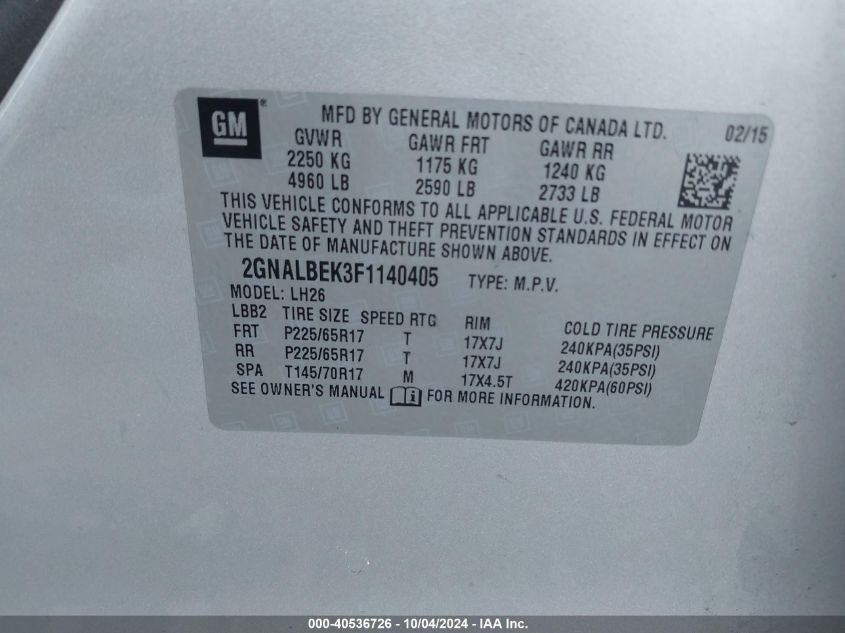 GM ®
MFD BY GENERAL MOTORS OF CANADA LTD. 02/15
GVWR GAWR FRT GAWR RR
2250 KG 1175 KG 1240 KG
4960 LB 2590 LB 2733 LB
THIS VEHICLE CONFORMS TO ALL APPLICABLE U.S. FEDERAL MOTOR
VEHICLE SAFETY AND THEFT PREVENTION STANDARDS IN EFFECT ON
THE DATE OF MANUFACTURE SHOWN ABOVE.
2GNALBEK3F1140405 TYPE: M.P.V.
MODEL: LH26
LBB2 TIRE SIZE SPEED RTG RIM COLD TIRE PRESSURE
FRT P225/65R17 T 17X7J 240KPA(35PSI)
RR P225/65R17 T 17X7J 240KPA(35PSI)
SPA T145/70R17 M 17X4.5T 420KPA(60PSI)
SEE OWNER'S MANUAL FOR MORE INFORMATION.
000-40536726 - 10/04/2024 - IAA Inc.